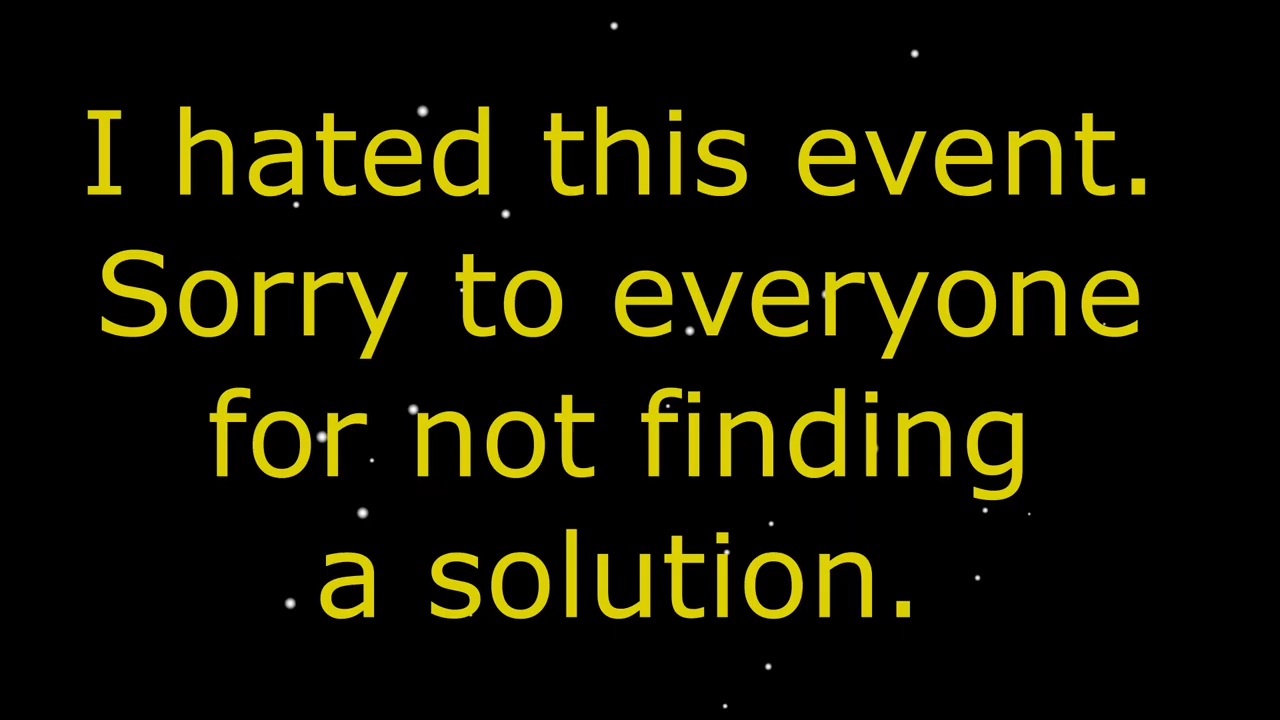 I hated this event.
Sorry to everyone
for not finding
a solution.